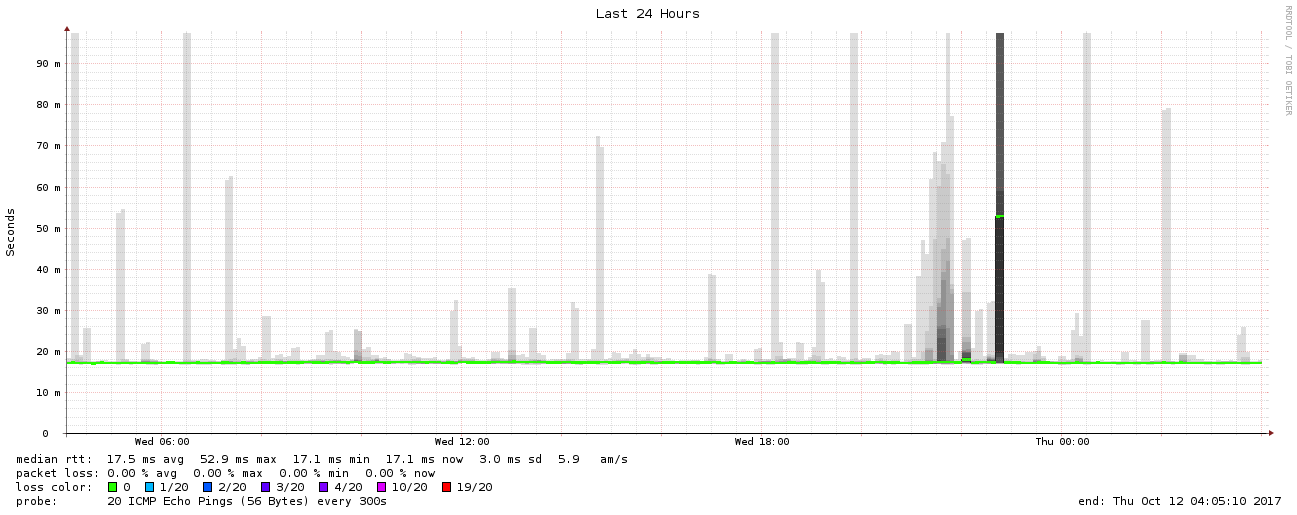 Last 24 Hours
RRDTOOL / TOBI OETIKER
Seconds
90 m
80 m
70 m
60 m
50 m
40 m
30 m
20 m
10 m
0
Wed 06:00 Wed 12:00 Wed 18:00 Thu 00:00
median rtt: 17.5 ms avg 52.9 ms max 17.1 ms min 17.1 ms now 3.0 ms sd 5.9 am/s
packet loss: 0.00 % avg 0.00 % max 0.00 % min 0.00 % now
loss color: 0 1/20 2/20 3/20 4/20 10/20 19/20
probe: 20 ICMP Echo Pings (56 Bytes) every 300s end: Thu Oct 12 04:05:10 2017